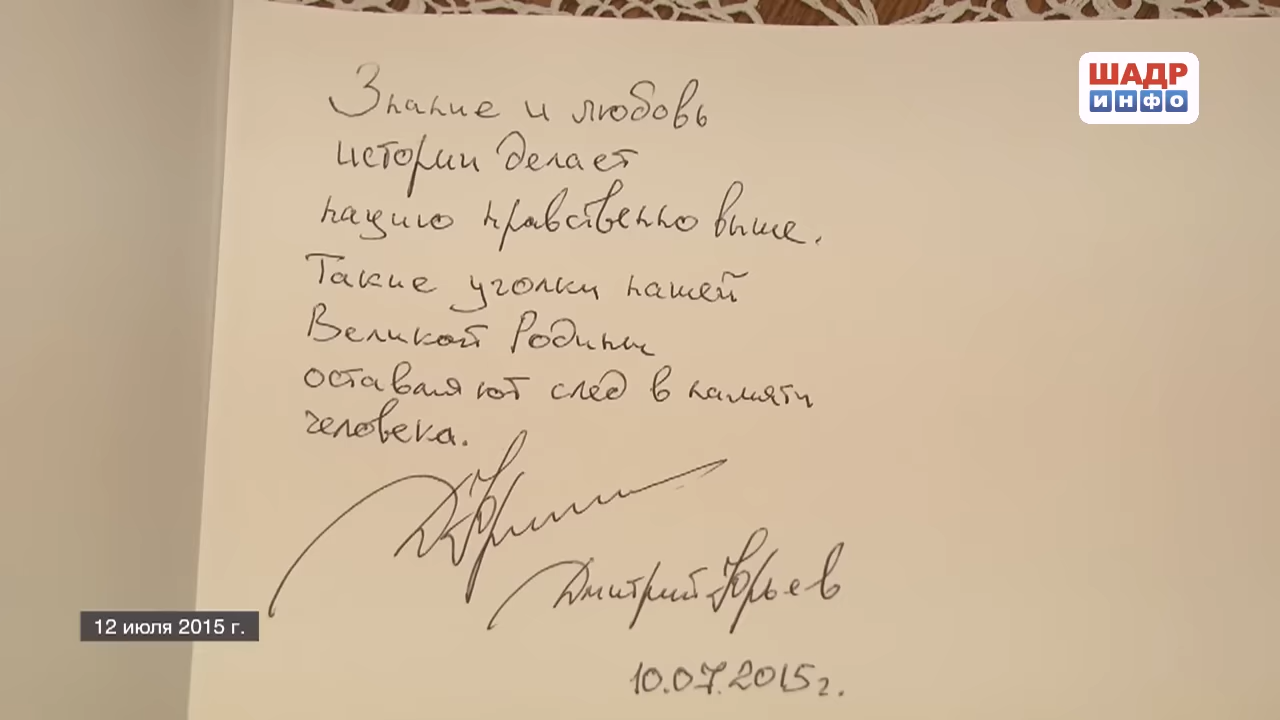 ШАДР
ИНФО
Знание и любовь
истории делает
нацию нравственно выше.
Такие уголки нашей
Великой Родины
оставляют след в памяти
человека.
Дмитрий Юрьев
12 июля 2015 г.
10.07.2015г.